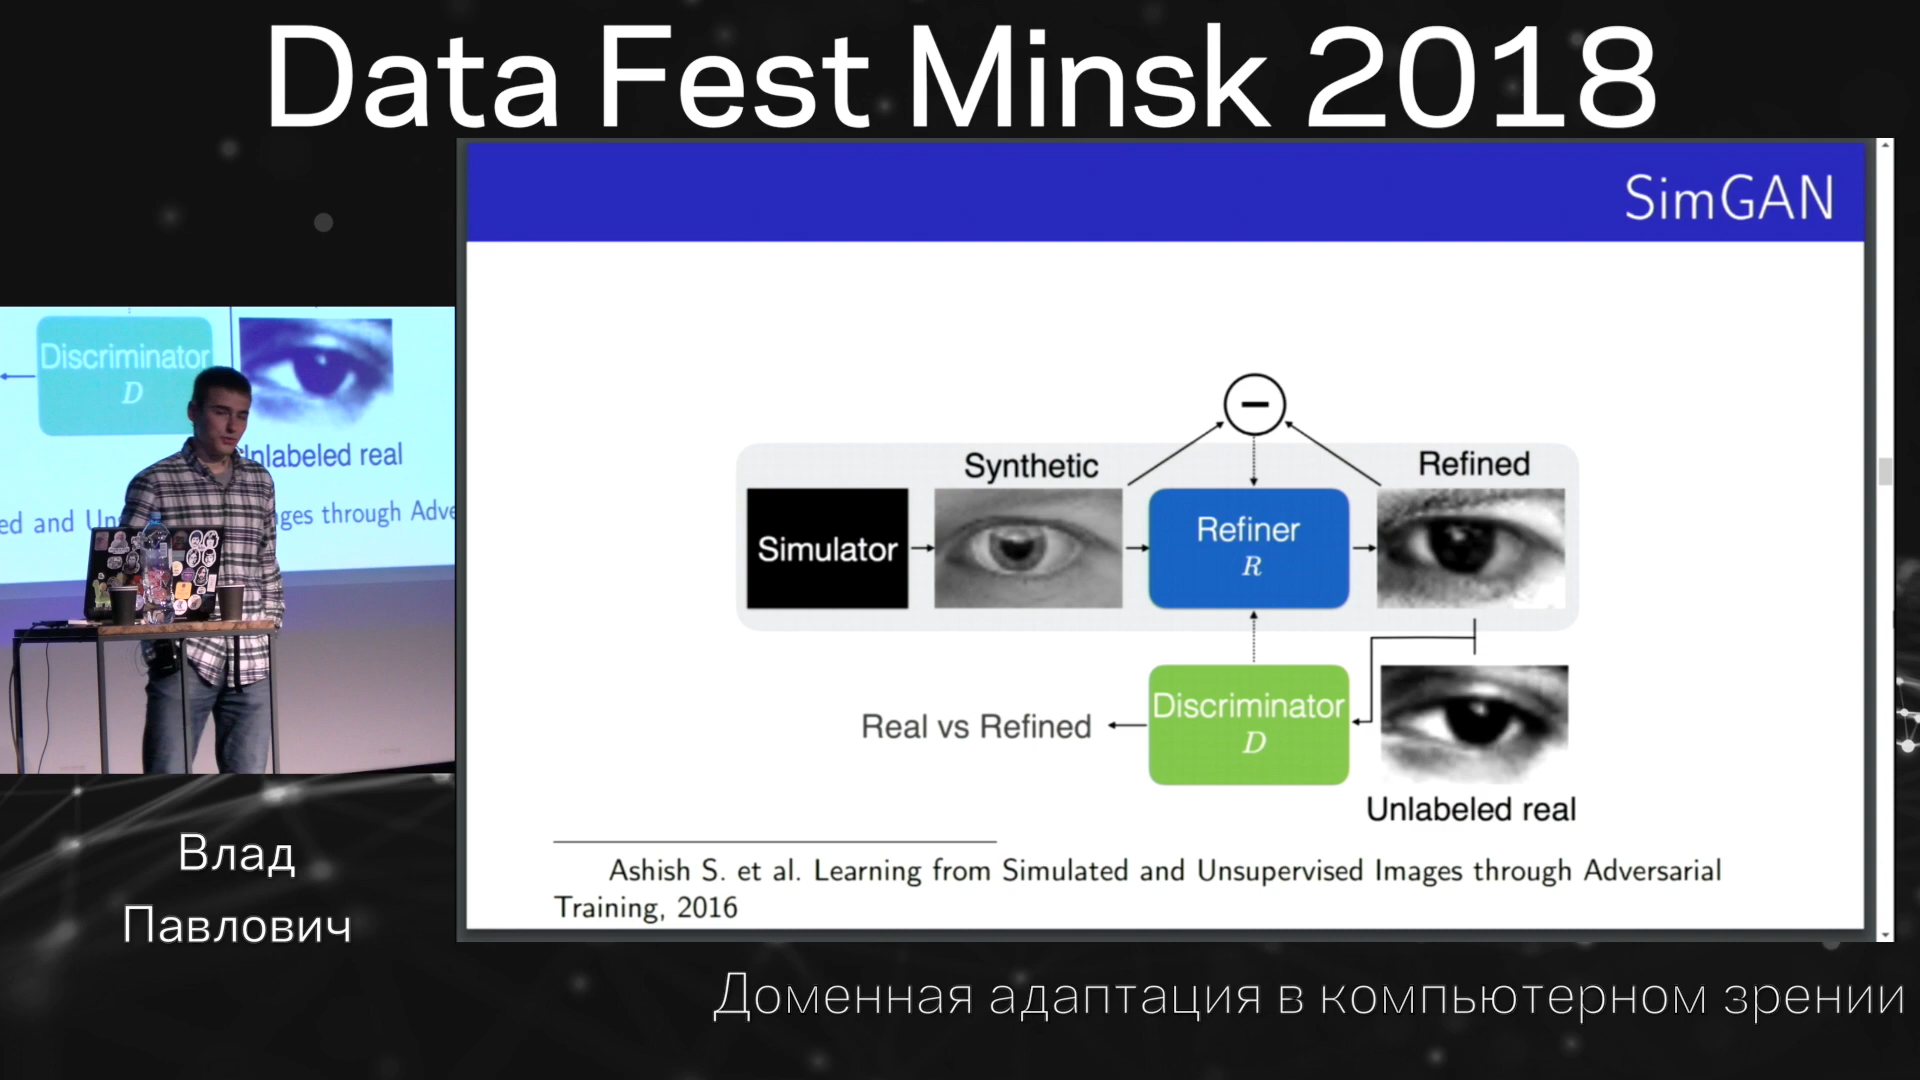 Data Fest Minsk 2018
SimGAN
Synthetic
Refined
Simulator
Refiner
R
Discriminator
D
Real vs Refined
Unlabeled real
Ashish S. et al. Learning from Simulated and Unsupervised Images through Adversarial
Training, 2016
Discriminator
D
Unlabeled real
ed and Un
ges through Adve
Влад
Павлович
Доменная адаптация в компьютерном зрении